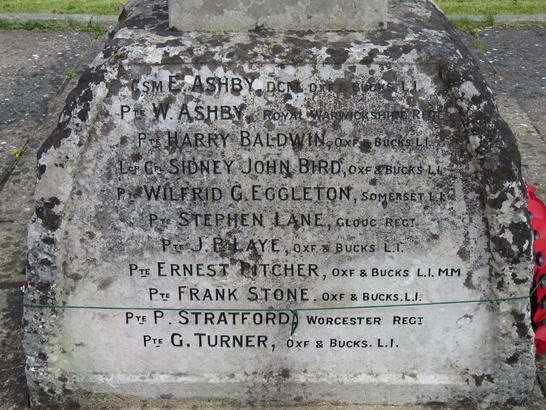 CSM E. ASHBY, DCM, OXF & BUCKS. L.I.
PTE W. ASHBY, ROYAL WARWICKSHIRE REGT
PTE HARRY BALDWIN, OXF & BUCKS L.I.
LCE CPL SIDNEY JOHN BIRD, OXF & BUCKS L.I.
PTE WILFRID G. EGGLETON, SOMERSET L.I.
PTE STEPHEN LANE, GLOUC REGT
PTE J. P. LAYE, OXF & BUCKS L.I.
PTE ERNEST PITCHER, OXF & BUCKS L.I. MM
PTE FRANK STONE. OXF & BUCKS. L.I.
PTE P. STRATFORD, WORCESTER REGT
PTE G. TURNER, OXF & BUCKS. L.I.